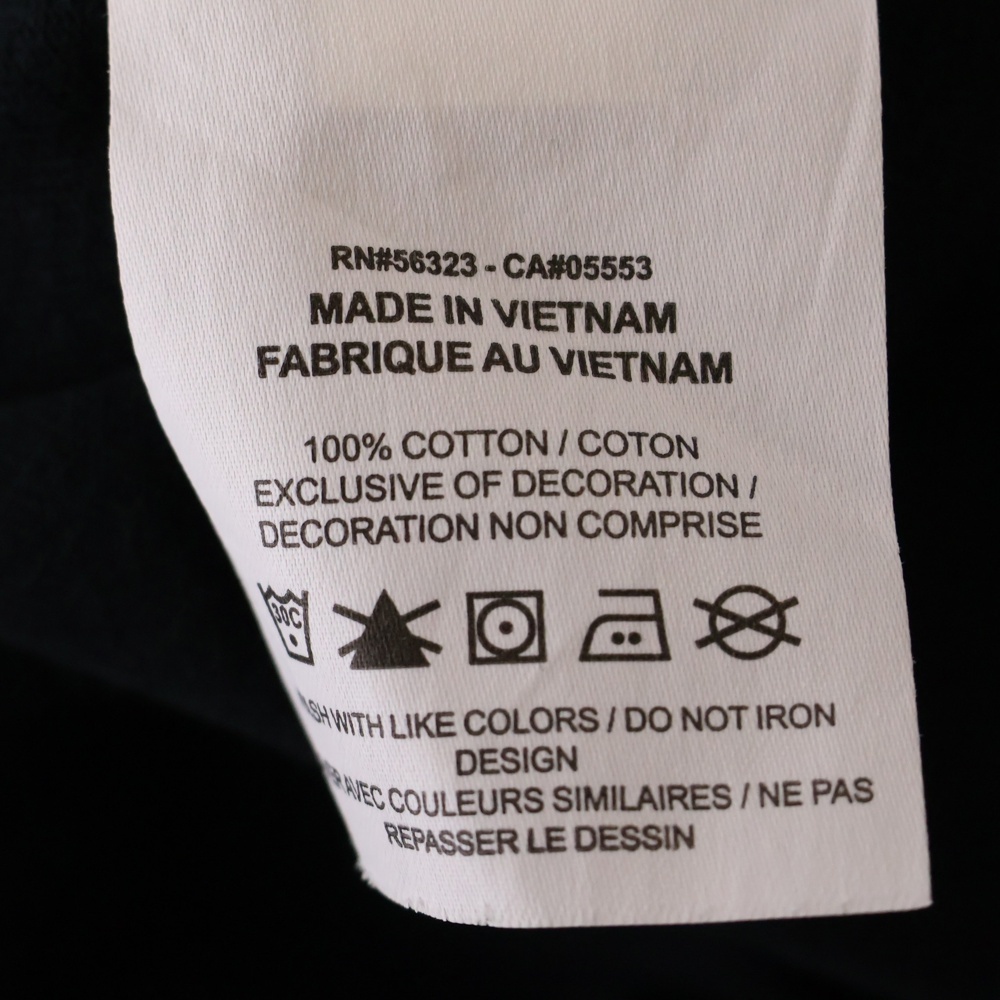 RN#56323 - CA#05553
MADE IN VIETNAM
FABRIQUE AU VIETNAM
100% COTTON / COTON
EXCLUSIVE OF DECORATION /
DECORATION NON COMPRISE
30C
WITH LIKE COLORS / DO NOT IRON
DESIGN
AVEC COULEURS SIMILAIRES / NE PAS
REPASSER LE DESSIN